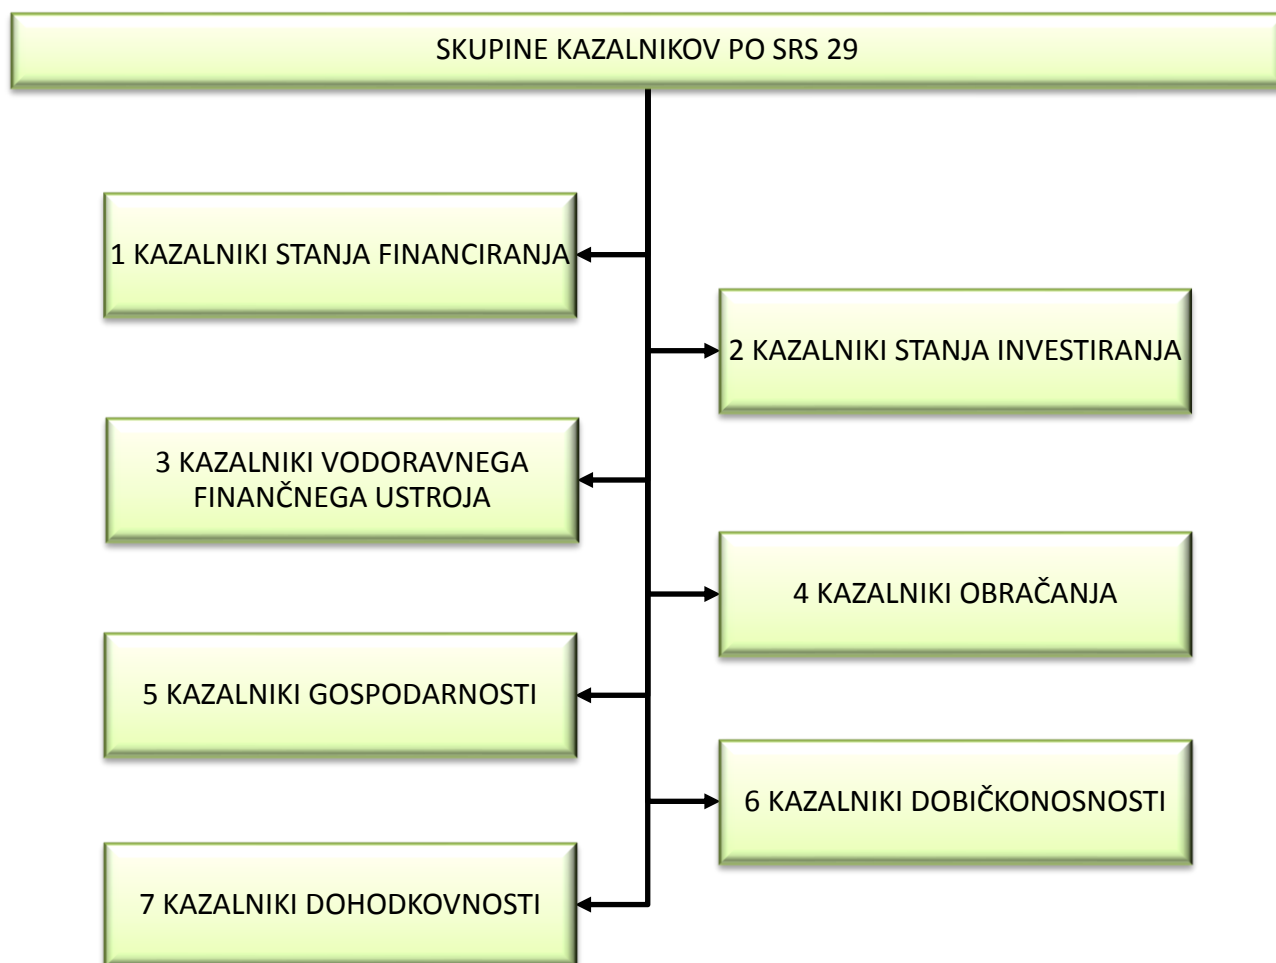 SKUPINE KAZALNIKOV PO SRS 29
1 KAZALNIKI STANJA FINANCIRANJA
2 KAZALNIKI STANJA INVESTIRANJA
3 KAZALNIKI VODORAVNEGA
FINANČNEGA USTROJA
4 KAZALNIKI OBRAČANJA
5 KAZALNIKI GOSPODARNOSTI
6 KAZALNIKI DOBIČKONOSNOSTI
7 KAZALNIKI DOHODKOVNOSTI